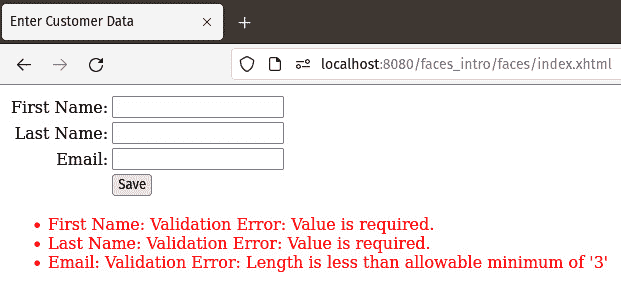 Enter Customer Data
localhost:8080/faces_intro/faces/index.xhtml
First Name:
Last Name:
Email:
Save
First Name: Validation Error: Value is required.
Last Name: Validation Error: Value is required.
Email: Validation Error: Length is less than allowable minimum of '3'